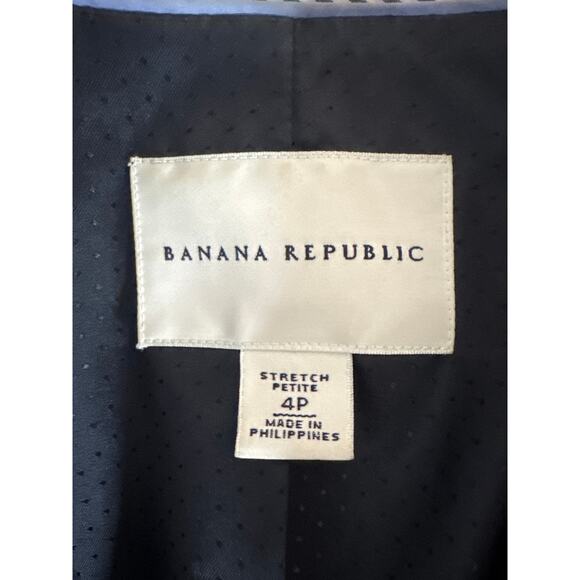 BANANA REPUBLIC
STRETCH
PETITE
4P
MADE IN
PHILIPPINES